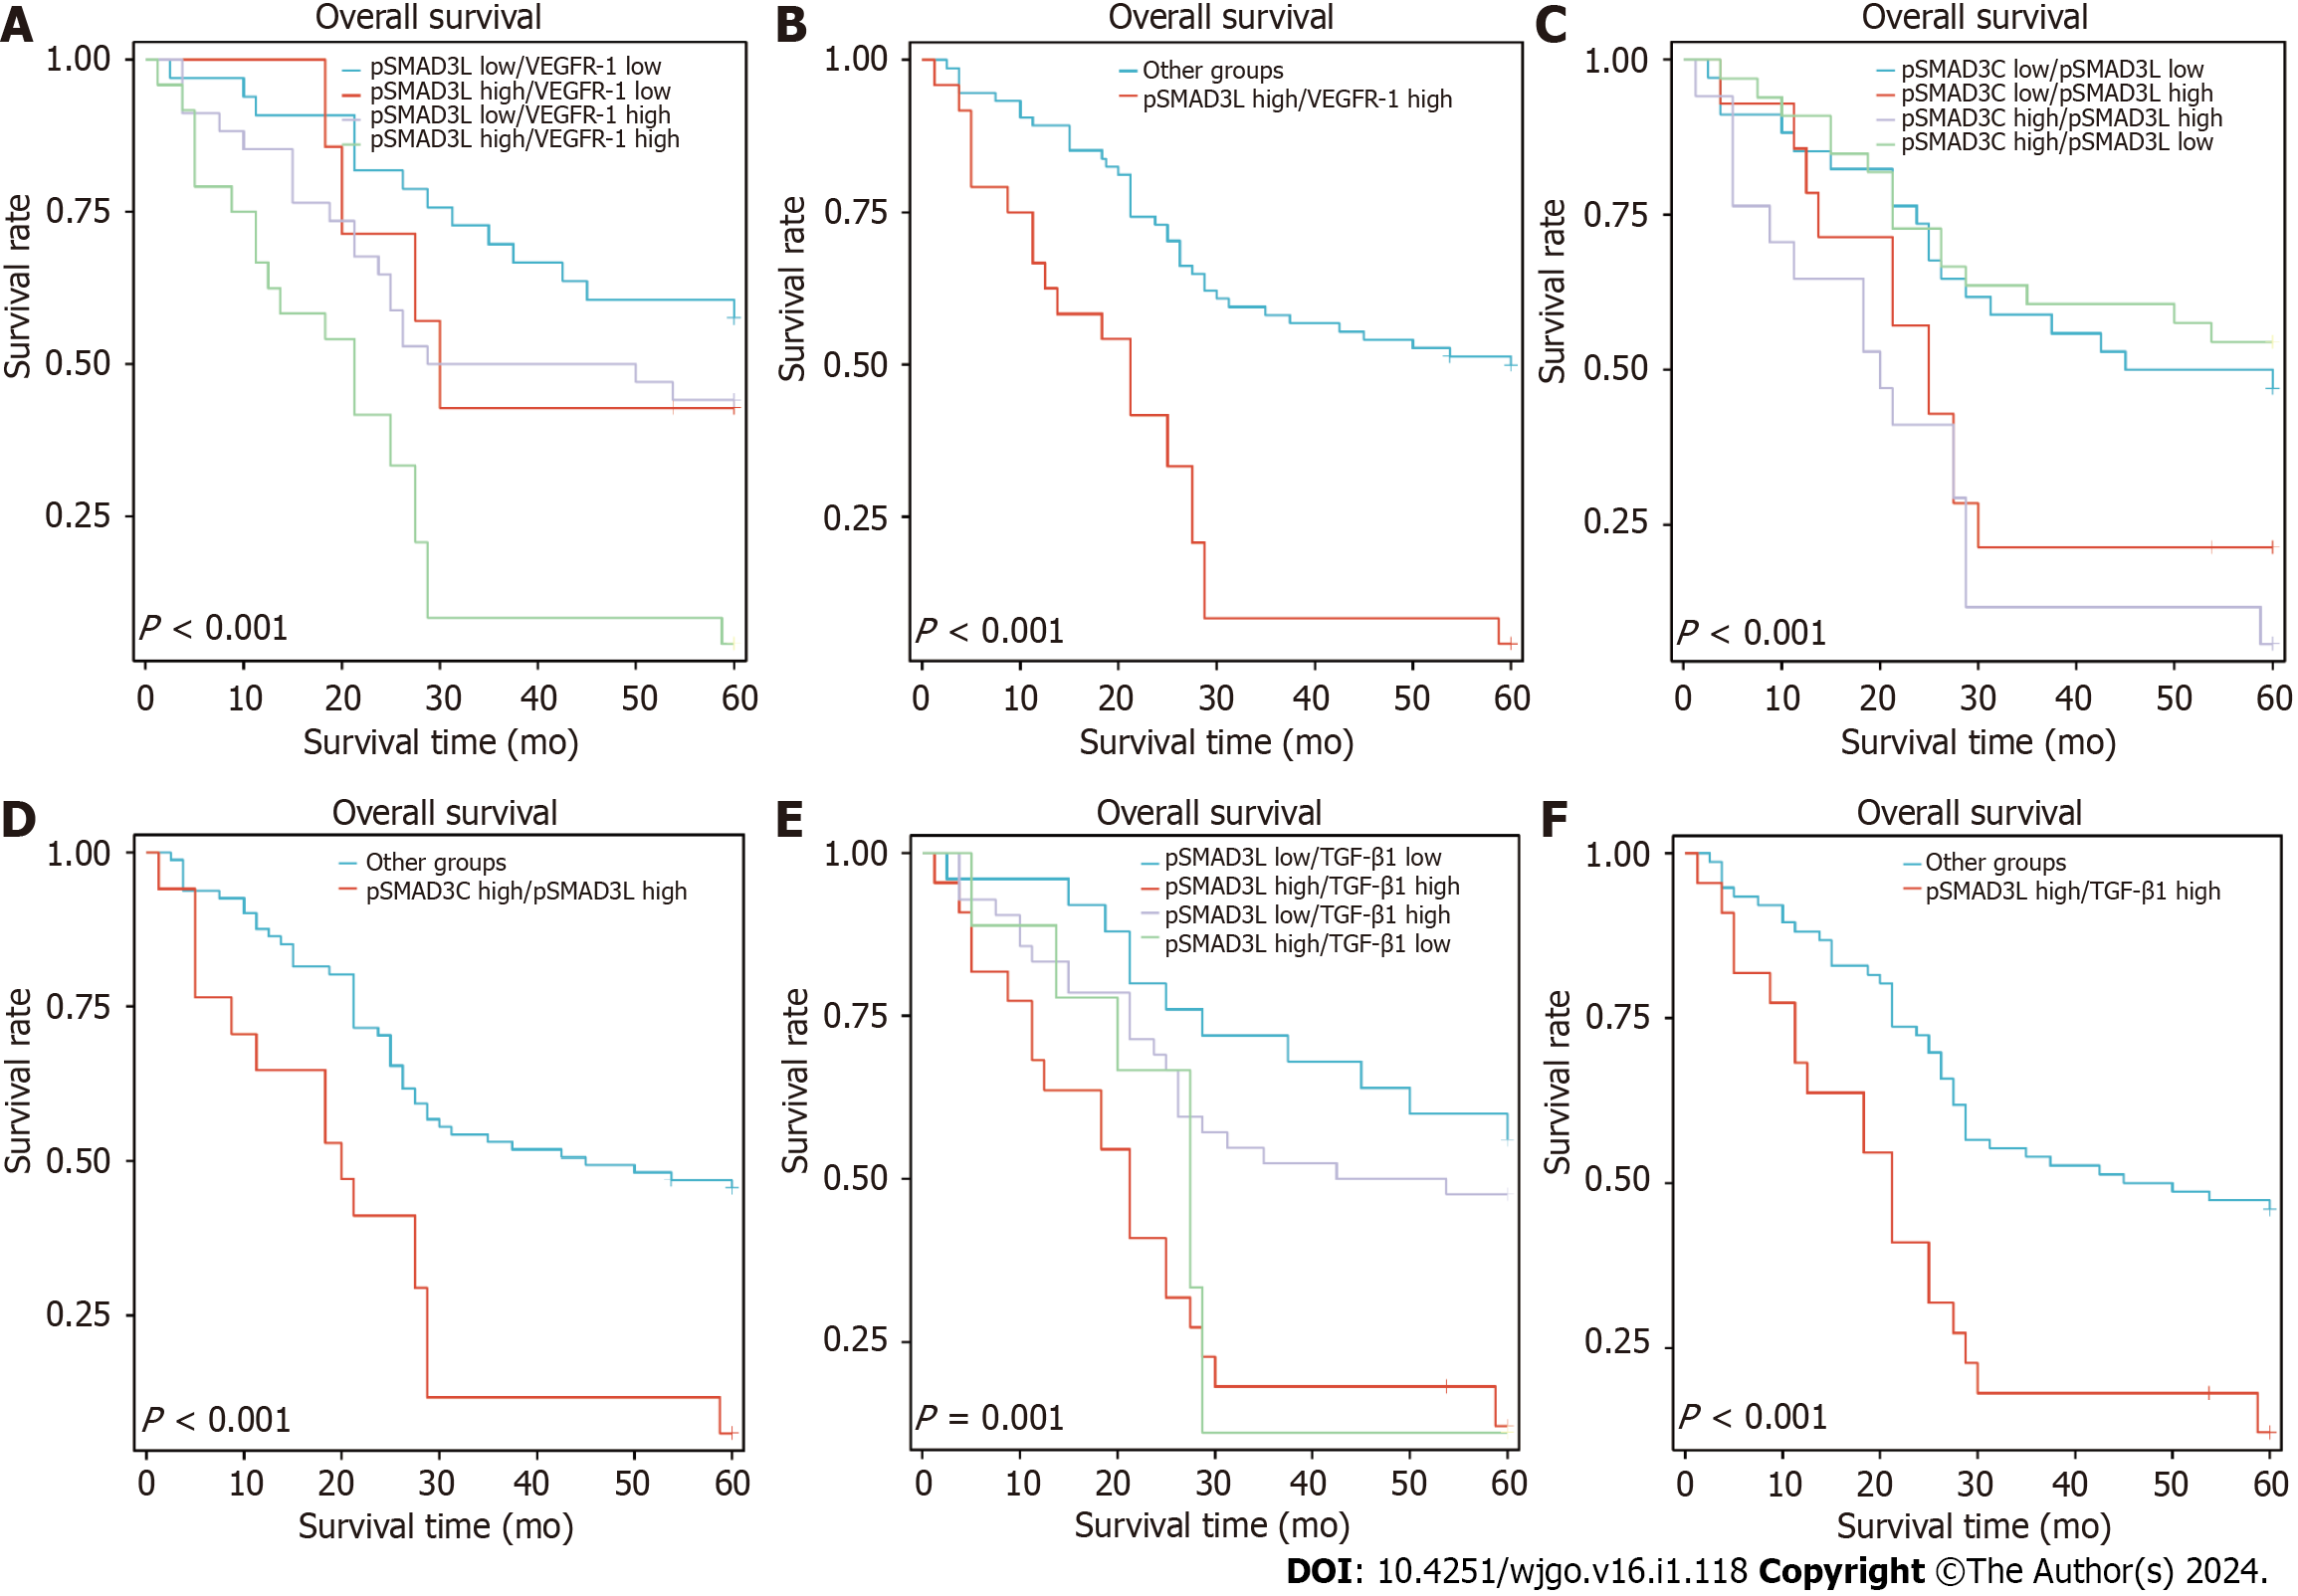 A
Overall survival
pSMAD3L low/VEGFR-1 low
pSMAD3L high/VEGFR-1 low
pSMAD3L low/VEGFR-1 high
pSMAD3L high/VEGFR-1 high
1.00
0.75
0.50
0.25
Survival rate
P < 0.001
0 10 20 30 40 50 60
Survival time (mo)
B
Overall survival
Other groups
pSMAD3L high/VEGFR-1 high
1.00
0.75
0.50
0.25
Survival rate
P < 0.001
0 10 20 30 40 50 60
Survival time (mo)
C
Overall survival
pSMAD3C low/pSMAD3L low
pSMAD3C low/pSMAD3L high
pSMAD3C high/pSMAD3L high
pSMAD3C high/pSMAD3L low
1.00
0.75
0.50
0.25
Survival rate
P < 0.001
0 10 20 30 40 50 60
Survival time (mo)
D
Overall survival
Other groups
pSMAD3C high/pSMAD3L high
1.00
0.75
0.50
0.25
Survival rate
P < 0.001
0 10 20 30 40 50 60
Survival time (mo)
E
Overall survival
pSMAD3L low/TGF-β1 low
pSMAD3L high/TGF-β1 high
pSMAD3L low/TGF-β1 high
pSMAD3L high/TGF-β1 low
1.00
0.75
0.50
0.25
Survival rate
P = 0.001
0 10 20 30 40 50 60
Survival time (mo)
F
Overall survival
Other groups
pSMAD3L high/TGF-β1 high
1.00
0.75
0.50
0.25
Survival rate
P < 0.001
0 10 20 30 40 50 60
Survival time (mo)
DOI: 10.4251/wjgo.v16.i1.118 Copyright ©The Author(s) 2024.